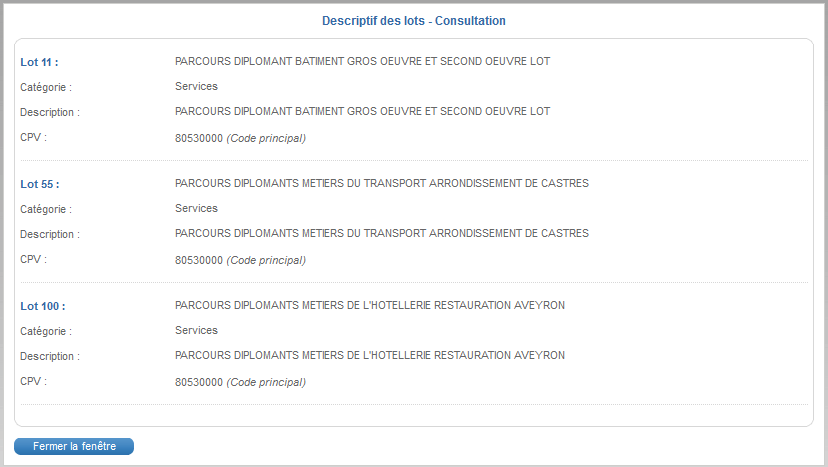 Descriptif des lots - Consultation
Lot 11 : PARCOURS DIPLOMANT BATIMENT GROS OEUVRE ET SECOND OEUVRE LOT
Catégorie : Services
Description : PARCOURS DIPLOMANT BATIMENT GROS OEUVRE ET SECOND OEUVRE LOT
CPV : 80530000 (Code principal)
Lot 55 : PARCOURS DIPLOMANTS METIERS DU TRANSPORT ARRONDISSEMENT DE CASTRES
Catégorie : Services
Description : PARCOURS DIPLOMANTS METIERS DU TRANSPORT ARRONDISSEMENT DE CASTRES
CPV : 80530000 (Code principal)
Lot 100 : PARCOURS DIPLOMANTS METIERS DE L'HOTELLERIE RESTAURATION AVEYRON
Catégorie : Services
Description : PARCOURS DIPLOMANTS METIERS DE L'HOTELLERIE RESTAURATION AVEYRON
CPV : 80530000 (Code principal)
Fermer la fenêtre